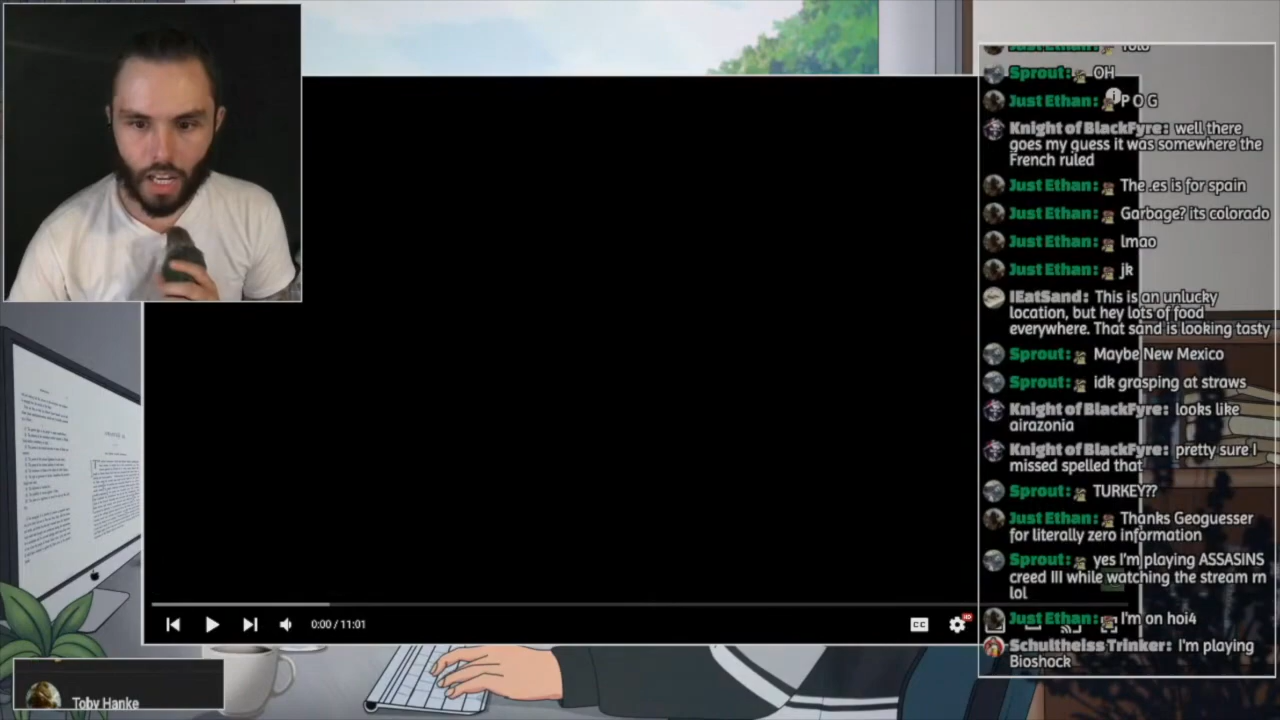 Just Ethan: Yolo
Sprout: OH
Just Ethan: P O G
Knight of BlackFyre: well there
goes my guess it was somewhere the
French ruled
Just Ethan: The .es is for spain
Just Ethan: Garbage? its colorado
Just Ethan: lmao
Just Ethan: jk
IEatSand: This is an unlucky
location, but hey lots of food
everywhere. That sand is looking tasty
Sprout: Maybe New Mexico
Sprout: idk grasping at straws
Knight of BlackFyre: looks like
airazonia
Knight of BlackFyre: pretty sure I
missed spelled that
Sprout: TURKEY??
Just Ethan: Thanks Geoguesser
for literally zero information
Sprout: yes I'm playing ASSASINS
creed III while watching the stream rn
lol
Just Ethan: I'm on hoi4
Schultheiss Trinker: I'm playing
Bioshock
0:00 / 11:01
CC
HD
Toby Hanke